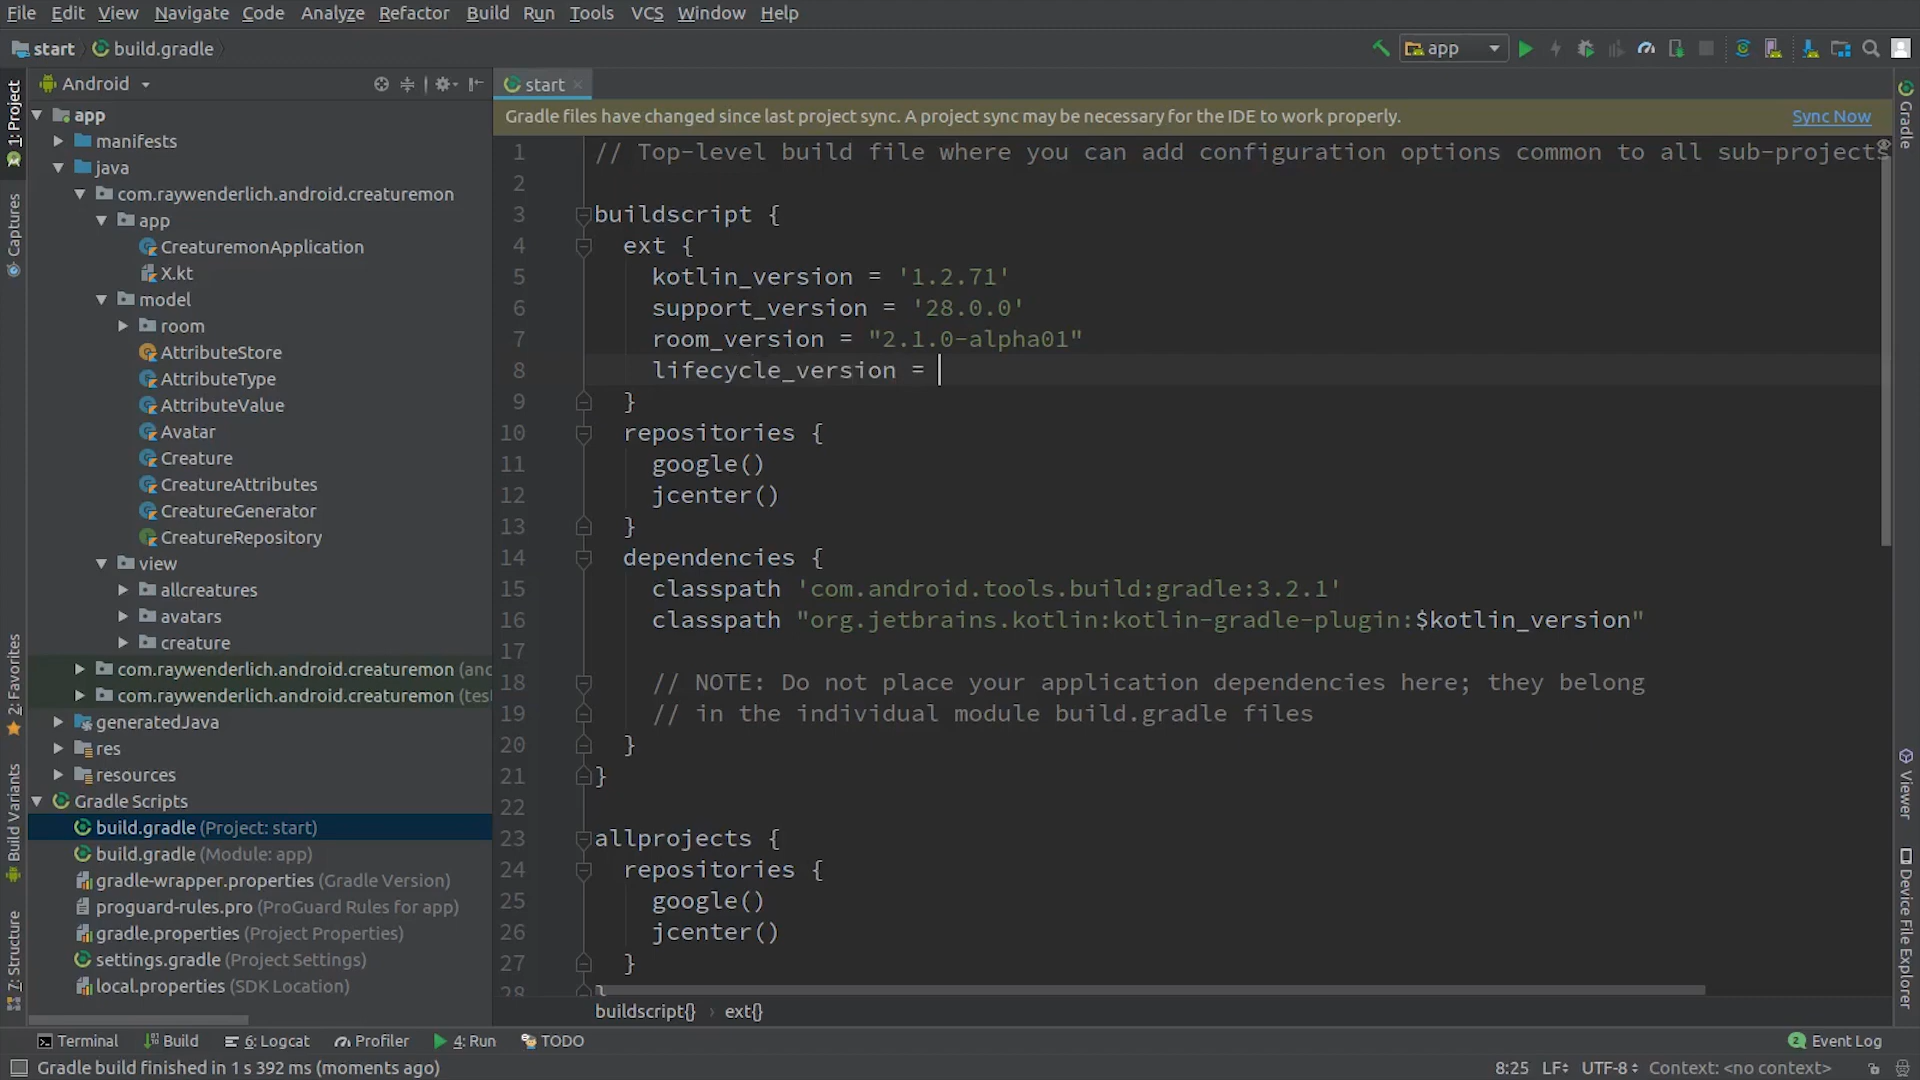 File Edit View Navigate Code Analyze Refactor Build Run Tools VCS Window Help
start build.gradle
app
Android
start
Gradle files have changed since last project sync. A project sync may be necessary for the IDE to work properly.
Sync Now
1: Project
Captures
2: Favorites
Build Variants
7: Structure
app
manifests
java
com.raywenderlich.android.creaturemon
app
CreaturemonApplication
X.kt
model
room
AttributeStore
AttributeType
AttributeValue
Avatar
Creature
CreatureAttributes
CreatureGenerator
CreatureRepository
view
allcreatures
avatars
creature
com.raywenderlich.android.creaturemon (and
com.raywenderlich.android.creaturemon (tes
generatedJava
res
resources
Gradle Scripts
build.gradle (Project: start)
build.gradle (Module: app)
gradle-wrapper.properties (Gradle Version)
proguard-rules.pro (ProGuard Rules for app)
gradle.properties (Project Properties)
settings.gradle (Project Settings)
local.properties (SDK Location)
1 // Top-level build file where you can add configuration options common to all sub-projects
2
3 buildscript {
4 ext {
5 kotlin_version = '1.2.71'
6 support_version = '28.0.0'
7 room_version = "2.1.0-alpha01"
8 lifecycle_version =
9 }
10 repositories {
11 google()
12 jcenter()
13 }
14 dependencies {
15 classpath 'com.android.tools.build:gradle:3.2.1'
16 classpath "org.jetbrains.kotlin:kotlin-gradle-plugin:$kotlin_version"
17
18 // NOTE: Do not place your application dependencies here; they belong
19 // in the individual module build.gradle files
20 }
21 }
22
23 allprojects {
24 repositories {
25 google()
26 jcenter()
27 }
28 }
buildscript{} › ext{}
Gradle
Viewer
Device File Explorer
Terminal Build 6: Logcat Profiler 4: Run TODO
2 Event Log
Gradle build finished in 1 s 392 ms (moments ago)
8:25 LF UTF-8 Context: <no context>